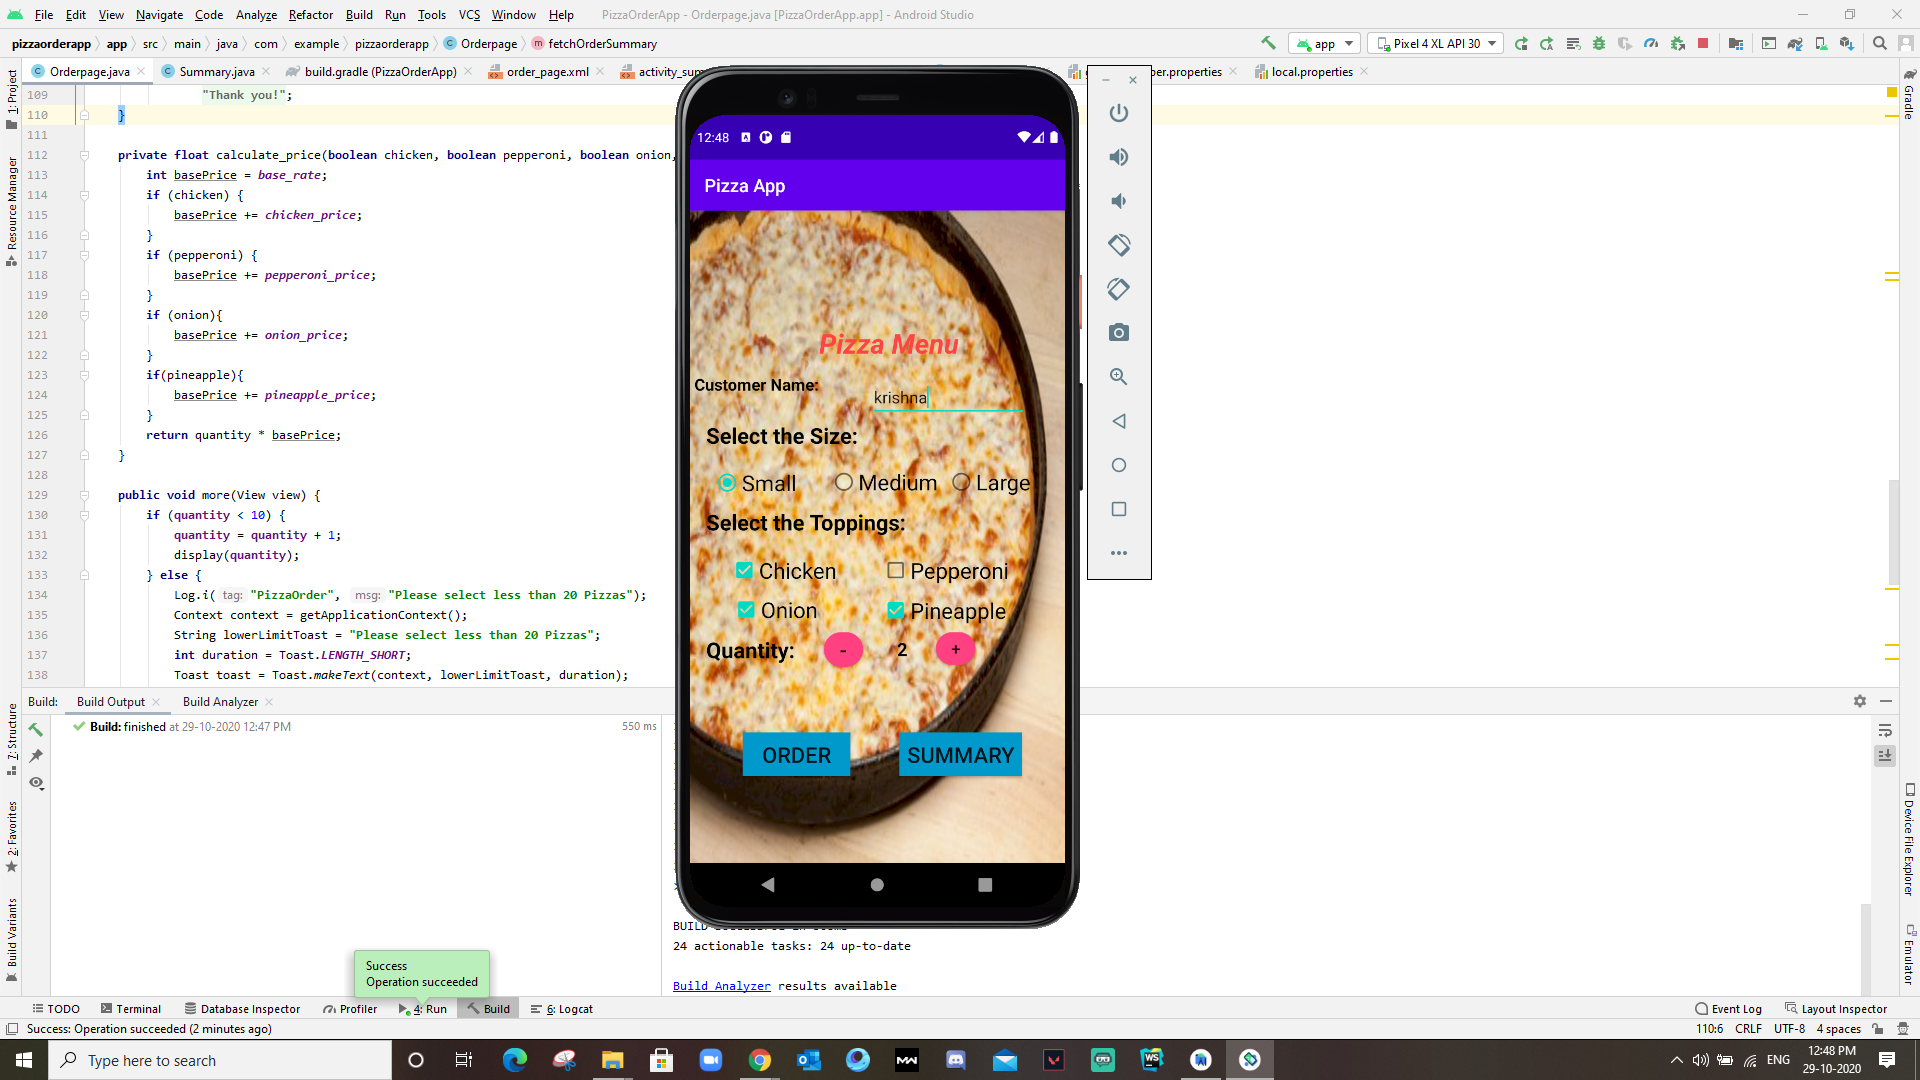 File Edit View Navigate Code Analyze Refactor Build Run Tools VCS Window Help PizzaOrderApp - Orderpage.java [PizzaOrderApp.app] - Android Studio
pizzaorderapp app src main java com example pizzaorderapp Orderpage fetchOrderSummary app Pixel 4 XL API 30
Orderpage.java Summary.java build.gradle (PizzaOrderApp) order_page.xml local.properties
109 "Thank you!";
110 }
111
112 private float calculate_price(boolean chicken, boolean pepperoni, boolean onion,
113 int basePrice = base_rate;
114 if (chicken) {
115 basePrice += chicken_price;
116 }
117 if (pepperoni) {
118 basePrice += pepperoni_price;
119 }
120 if (onion){
121 basePrice += onion_price;
122 }
123 if(pineapple){
124 basePrice += pineapple_price;
125 }
126 return quantity * basePrice;
127 }
128
129 public void more(View view) {
130 if (quantity < 10) {
131 quantity = quantity + 1;
132 display(quantity);
133 } else {
134 Log.i( tag: "PizzaOrder", msg: "Please select less than 20 Pizzas");
135 Context context = getApplicationContext();
136 String lowerLimitToast = "Please select less than 20 Pizzas";
137 int duration = Toast.LENGTH_SHORT;
138 Toast toast = Toast.makeText(context, lowerLimitToast, duration);
1: Project
Resource Manager
7: Structure
2: Favorites
Build Variants
12:48
Pizza App
Pizza Menu
Customer Name: krishna
Select the Size:
Small Medium Large
Select the Toppings:
Chicken Pepperoni
Onion Pineapple
Quantity: - 2 +
ORDER SUMMARY
Gradle
Device File Explorer
Emulator
Build: Build Output Build Analyzer
Build: finished at 29-10-2020 12:47 PM 550 ms
BUILD
24 actionable tasks: 24 up-to-date
Build Analyzer results available
Success
Operation succeeded
TODO Terminal Database Inspector Profiler 4: Run Build 6: Logcat Event Log Layout Inspector
Success: Operation succeeded (2 minutes ago) 110:6 CRLF UTF-8 4 spaces
Type here to search ENG 12:48 PM
29-10-2020